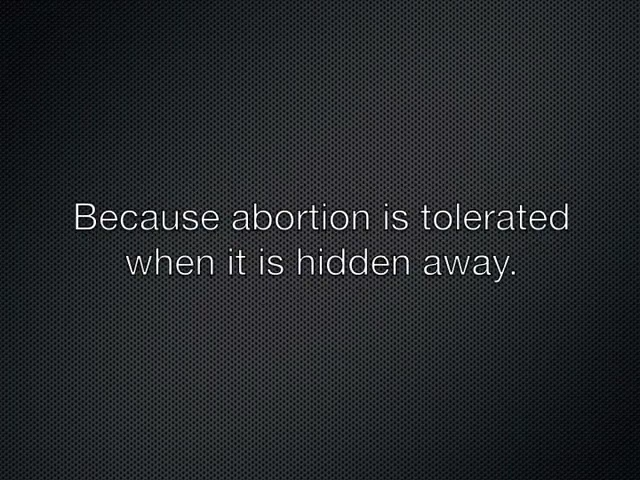 Because abortion is tolerated
when it is hidden away.